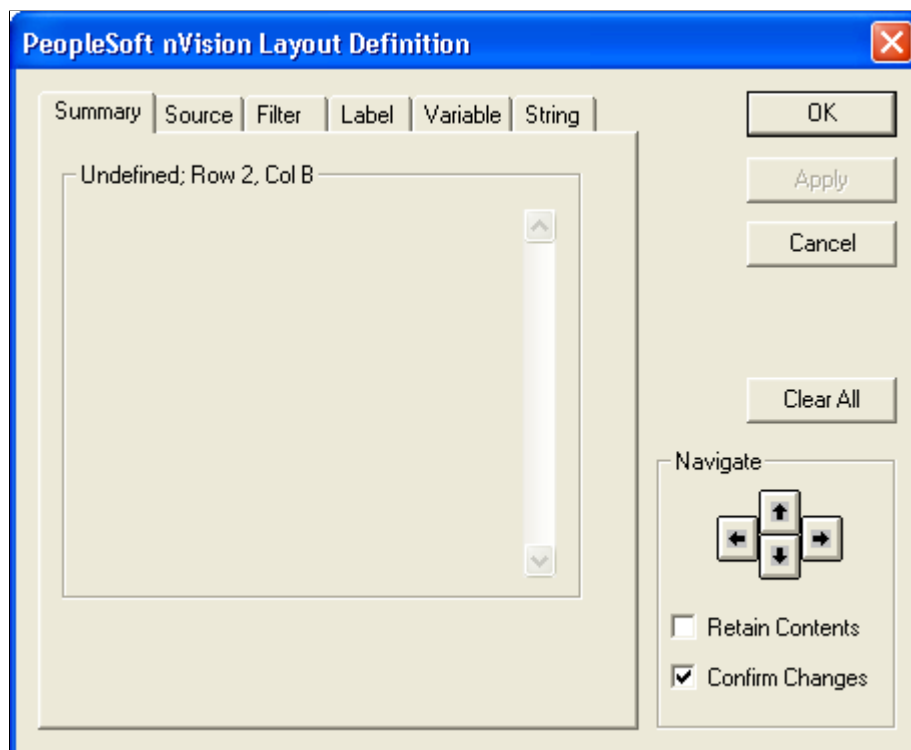 PeopleSoft nVision Layout Definition
Summary Source Filter Label Variable String
OK
Undefined; Row 2, Col B
Apply
Cancel
Clear All
Navigate
Retain Contents
Confirm Changes